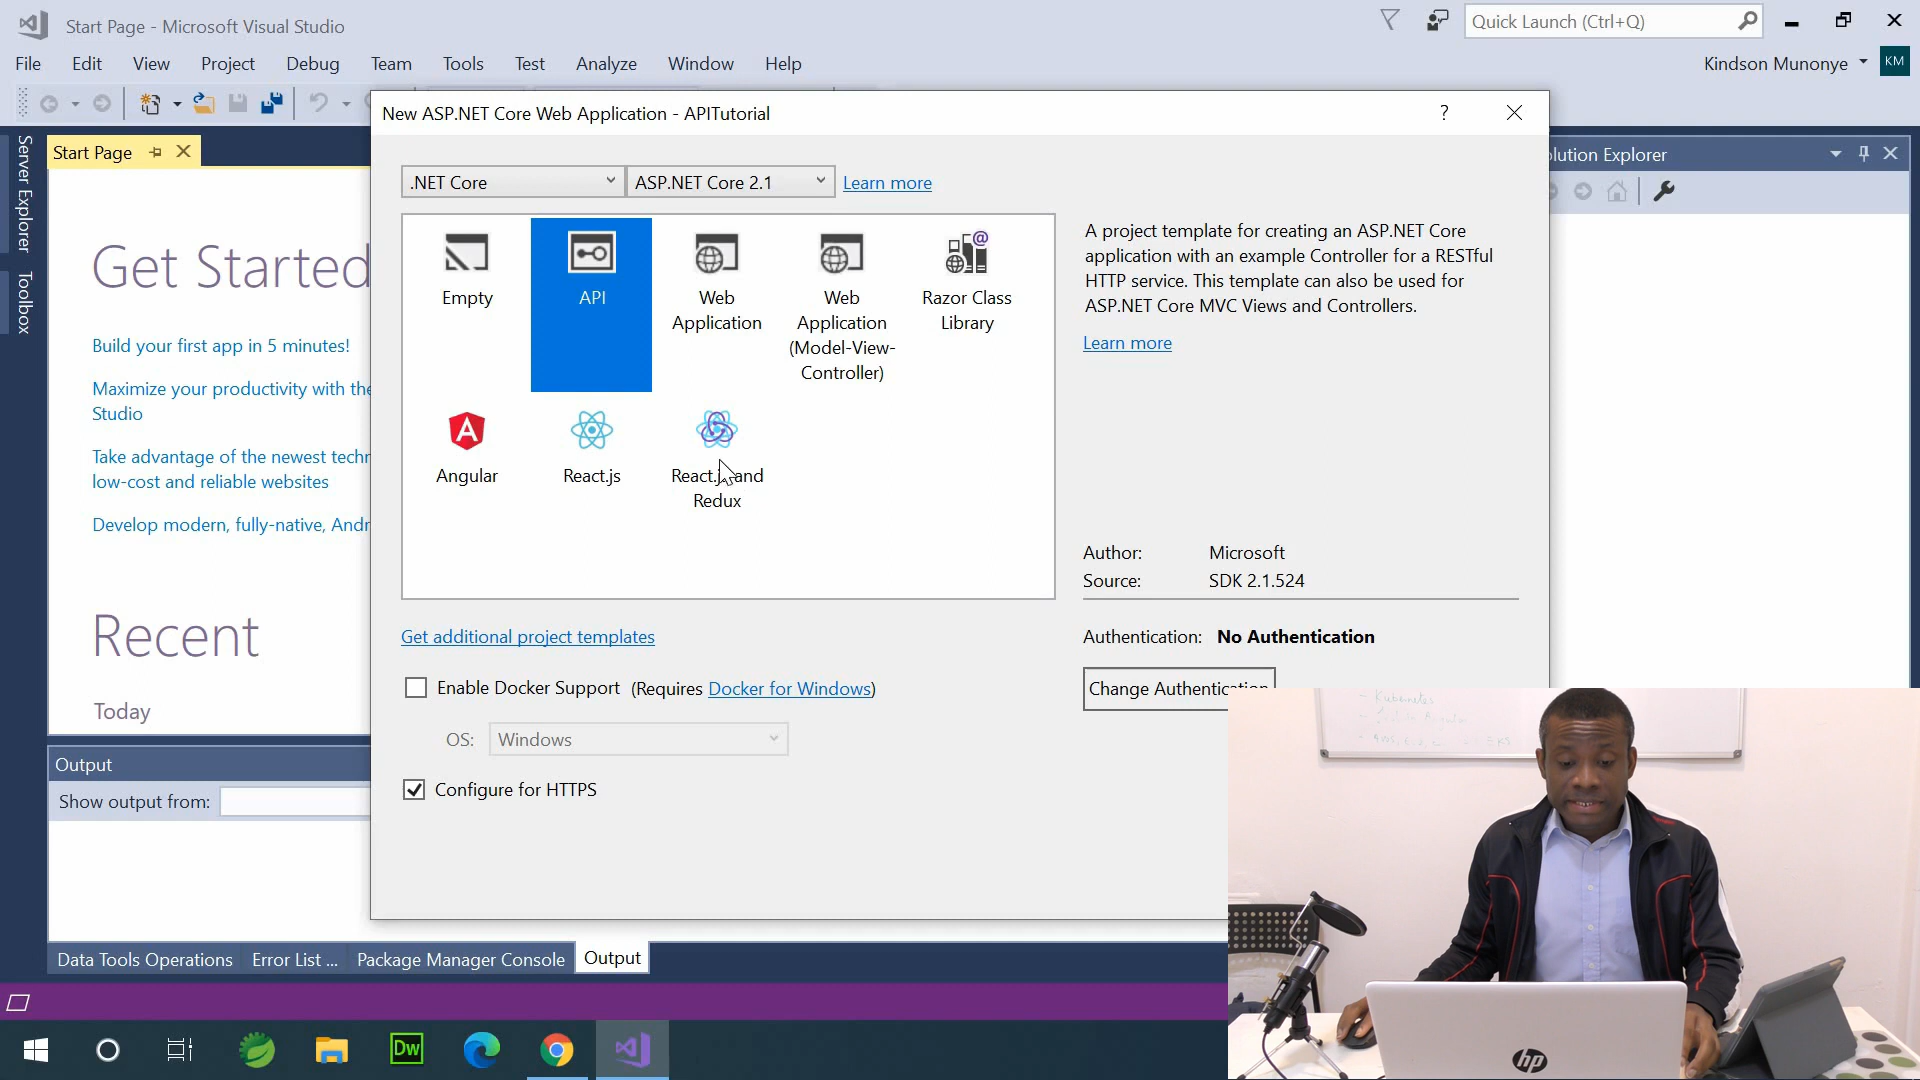 Start Page - Microsoft Visual Studio
Quick Launch (Ctrl+Q)
File Edit View Project Debug Team Tools Test Analyze Window Help
Kindson Munonye KM
New ASP.NET Core Web Application - APITutorial
?
Server Explorer
Toolbox
Start Page
lution Explorer
.NET Core ASP.NET Core 2.1 Learn more
Get Started
Build your first app in 5 minutes!
Maximize your productivity with the
Studio
Take advantage of the newest techn
low-cost and reliable websites
Develop modern, fully-native, Andr
Recent
Today
Empty
API
Web
Application
Web
Application
(Model-View-
Controller)
@
Razor Class
Library
A
Angular
React.js
React.js and
Redux
A project template for creating an ASP.NET Core
application with an example Controller for a RESTful
HTTP service. This template can also be used for
ASP.NET Core MVC Views and Controllers.
Learn more
Author: Microsoft
Source: SDK 2.1.524
Get additional project templates
Authentication: No Authentication
Enable Docker Support (Requires Docker for Windows)
Change Authentication
OS: Windows
Configure for HTTPS
Output
Show output from:
Data Tools Operations Error List ... Package Manager Console Output
Dw
Kubernetes
EKS
hp